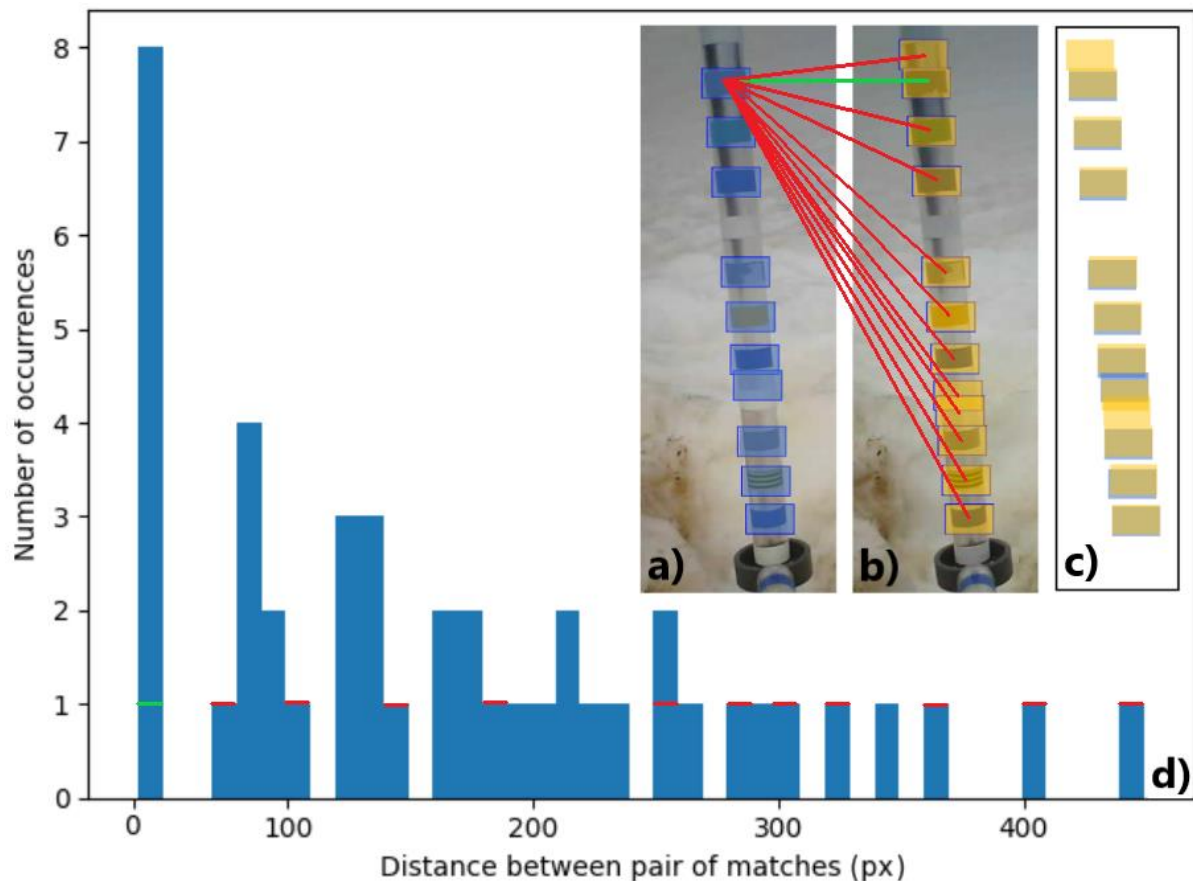 8
7
6
5
4
3
2
1
0
Number of occurrences
0 100 200 300 400
Distance between pair of matches (px)
a) b) c)
d)